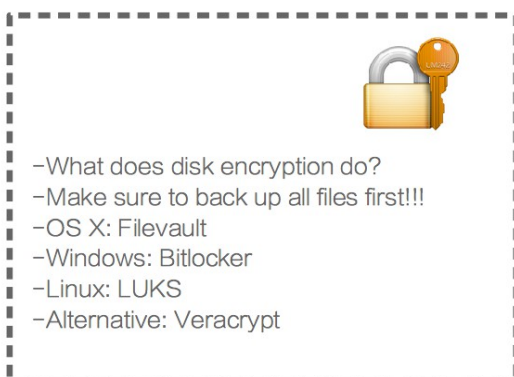 -What does disk encryption do?
-Make sure to back up all files first!!!
-OS X: Filevault
-Windows: Bitlocker
-Linux: LUKS
-Alternative: Veracrypt